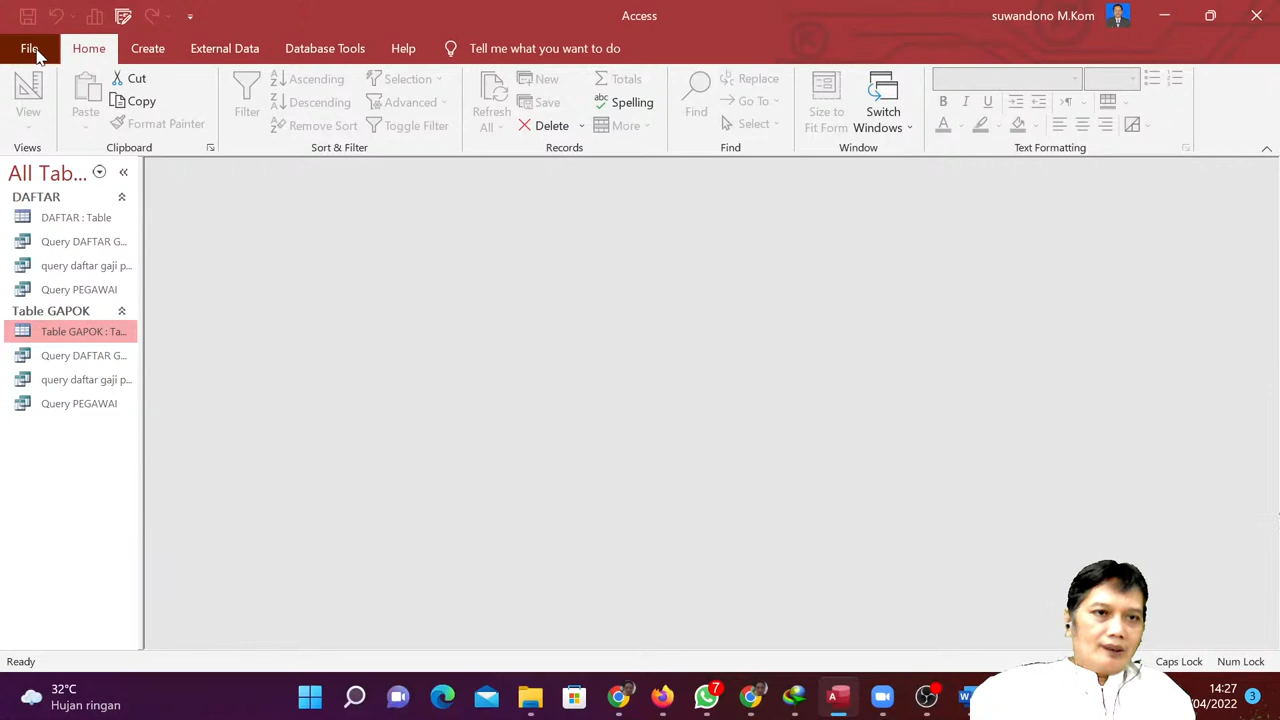 Access
suwandono M.Kom
File Home Create External Data Database Tools Help Tell me what you want to do
View
Views
Paste
Cut
Copy
Format Painter
Clipboard
Filter
Ascending
Descending
Remove Sort
Selection
Advanced
Toggle Filter
Sort & Filter
Refresh
All
New
Save
Delete
Totals
Spelling
More
Records
Find
Replace
Go To
Select
Find
Size to
Switch
Windows
Window
B I U
A
Text Formatting
All Tab...
DAFTAR
DAFTAR : Table
Query DAFTAR G...
query daftar gaji p...
Query PEGAWAI
Table GAPOK
Table GAPOK : Ta...
Query DAFTAR G...
query daftar gaji p...
Query PEGAWAI
Ready
Caps Lock Num Lock
32°C
Hujan ringan
7
14:27
/04/2022
3